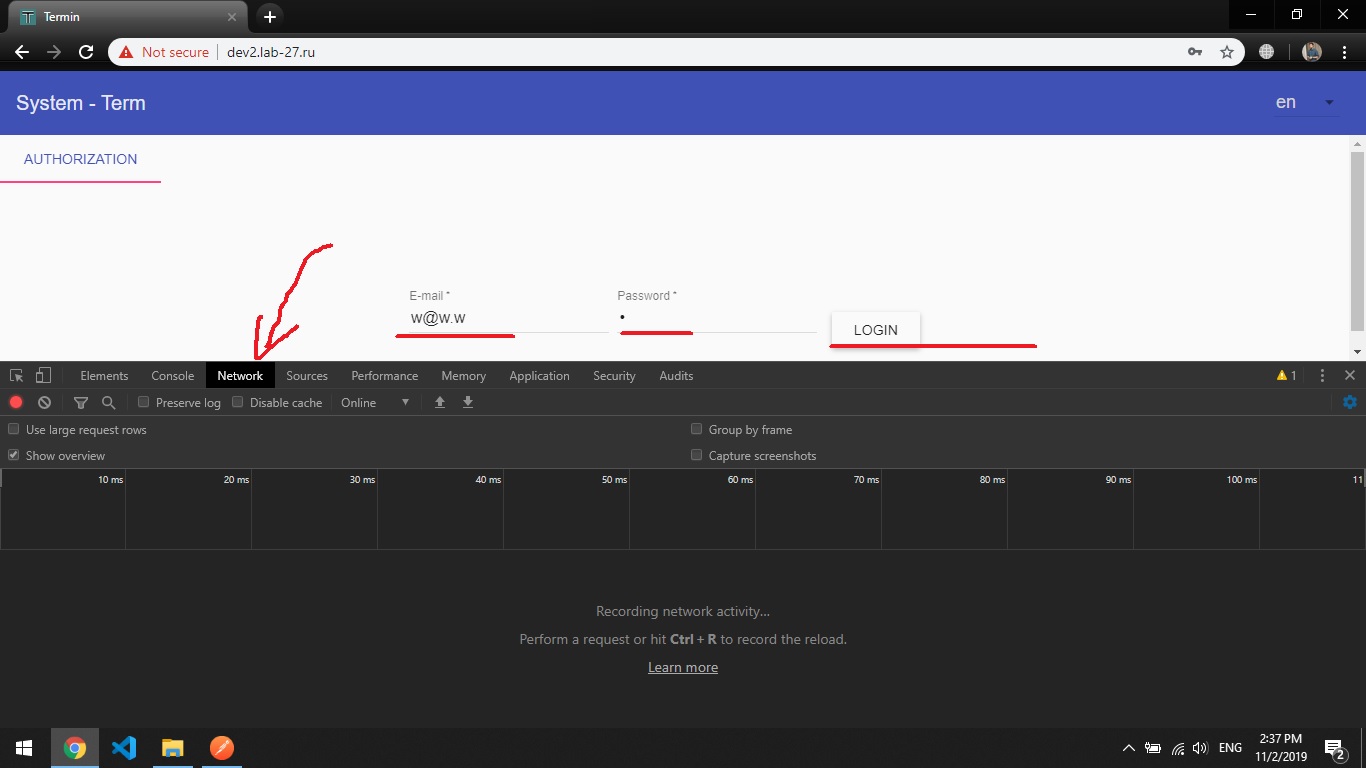 Termin
Not secure dev2.lab-27.ru
System - Term en
AUTHORIZATION
E-mail * Password *
w@w.w •
LOGIN
Elements Console Network Sources Performance Memory Application Security Audits 1
Preserve log Disable cache Online
Use large request rows Group by frame
Show overview Capture screenshots
10 ms 20 ms 30 ms 40 ms 50 ms 60 ms 70 ms 80 ms 90 ms 100 ms 11
Recording network activity...
Perform a request or hit Ctrl + R to record the reload.
Learn more
ENG 2:37 PM
11/2/2019 2